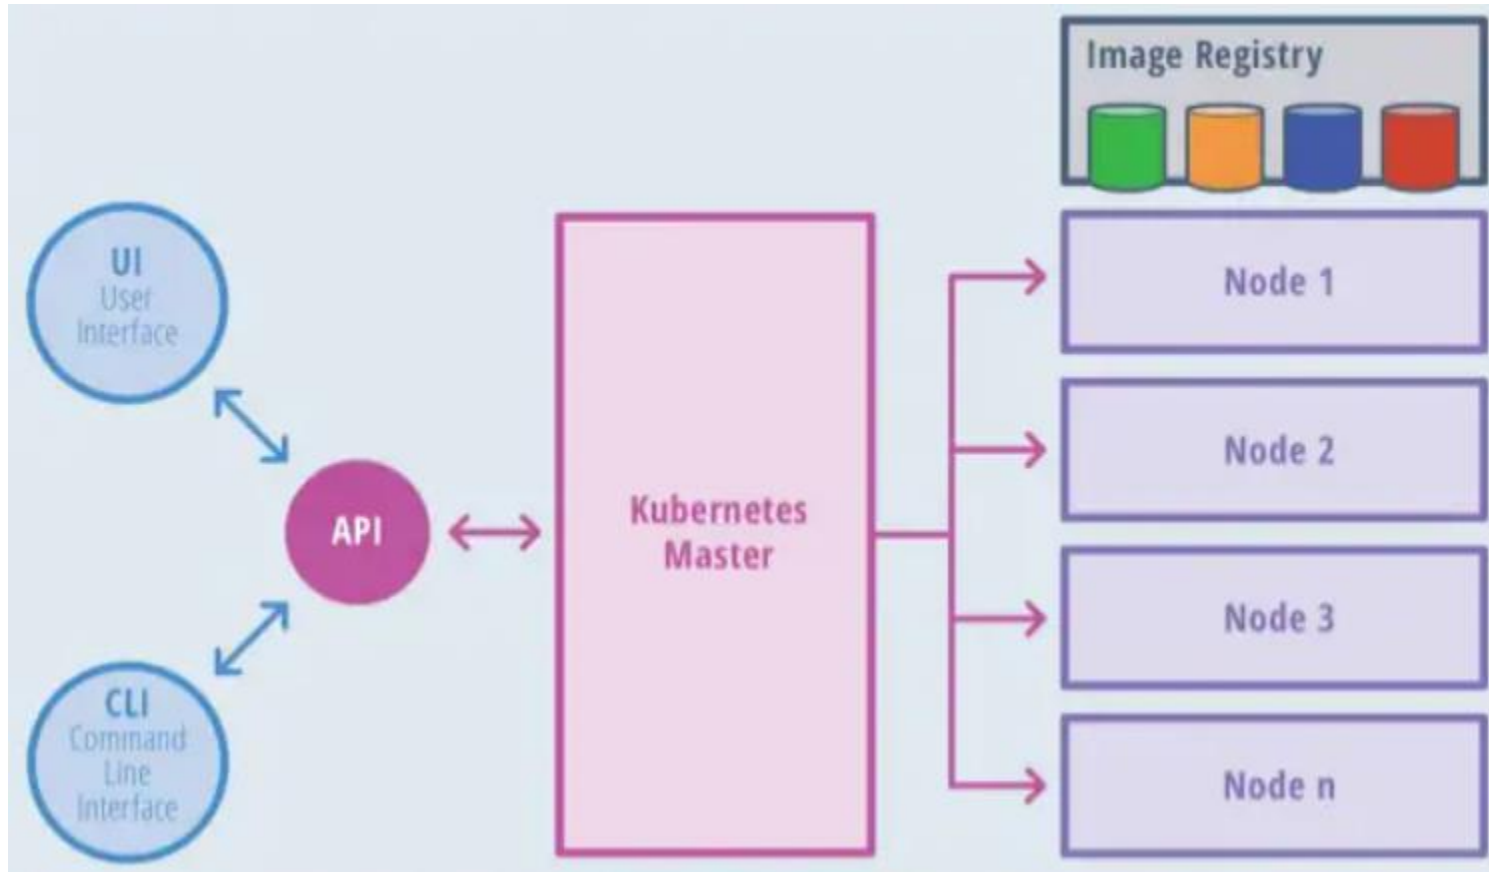 Image Registry
UI
User
Interface
API
CLI
Command
Line
Interface
Kubernetes
Master
Node 1
Node 2
Node 3
Node n